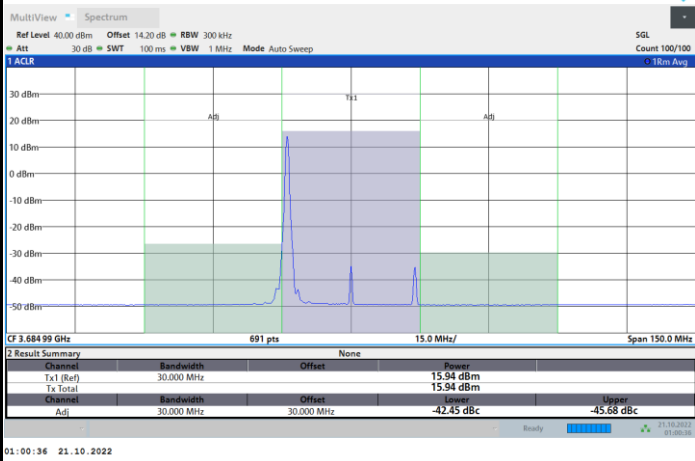 MultiView Spectrum
Ref Level 40.00 dBm Offset 14.20 dB RBW 300 kHz SGL
Att 30 dB SWT 100 ms VBW 1 MHz Mode Auto Sweep Count 100/100
1 ACLR 1Rm Avg
30 dBm
Tx1
20 dBm
Adj Adj
10 dBm
0 dBm
-10 dBm
-20 dBm
-30 dBm
-40 dBm
-50 dBm
CF 3.684 99 GHz 691 pts 15.0 MHz/ Span 150.0 MHz
2 Result Summary None
Channel Bandwidth Offset Power
Tx1 (Ref) 30.000 MHz 15.94 dBm
Tx Total 15.94 dBm
Channel Bandwidth Offset Lower Upper
Adj 30.000 MHz 30.000 MHz -42.45 dBc -45.68 dBc
Ready 21.10.2022
01:00:36
01:00:36 21.10.2022